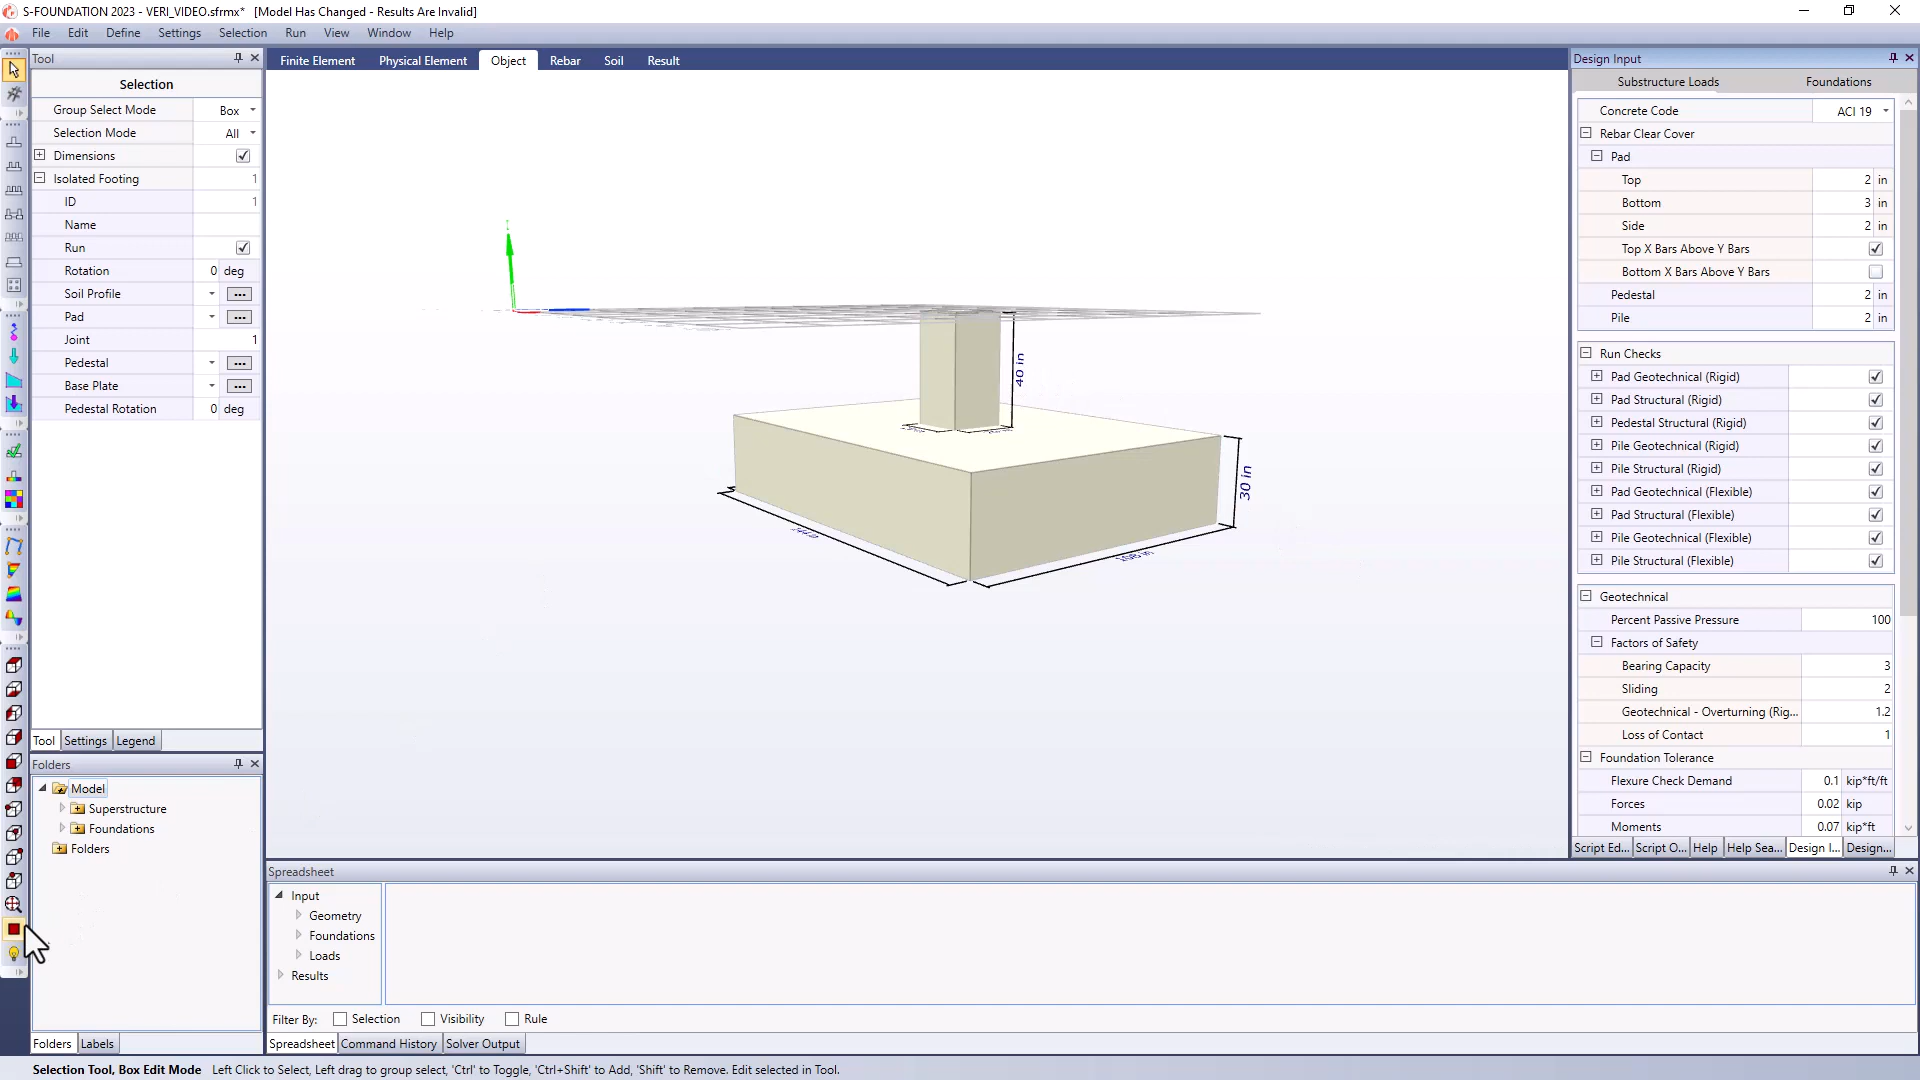 S-FOUNDATION 2023 - VERI_VIDEO.sfrmx* [Model Has Changed - Results Are Invalid]
File Edit Define Settings Selection Run View Window Help
Tool
Selection
Group Select Mode Box
Selection Mode All
Dimensions
Isolated Footing 1
ID 1
Name
Run
Rotation 0 deg
Soil Profile ...
Pad ...
Joint 1
Pedestal ...
Base Plate ...
Pedestal Rotation 0 deg
Tool Settings Legend
Folders
Model
Superstructure
Foundations
Folders
Folders Labels
Finite Element Physical Element Object Rebar Soil Result
40 in
30 in
108 in
Spreadsheet
Input
Geometry
Foundations
Loads
Results
Filter By: Selection Visibility Rule
Spreadsheet Command History Solver Output
Design Input
Substructure Loads Foundations
Concrete Code ACI 19
Rebar Clear Cover
Pad
Top 2 in
Bottom 3 in
Side 2 in
Top X Bars Above Y Bars
Bottom X Bars Above Y Bars
Pedestal 2 in
Pile 2 in
Run Checks
Pad Geotechnical (Rigid)
Pad Structural (Rigid)
Pedestal Structural (Rigid)
Pile Geotechnical (Rigid)
Pile Structural (Rigid)
Pad Geotechnical (Flexible)
Pad Structural (Flexible)
Pile Geotechnical (Flexible)
Pile Structural (Flexible)
Geotechnical
Percent Passive Pressure 100
Factors of Safety
Bearing Capacity 3
Sliding 2
Geotechnical - Overturning (Rig... 1.2
Loss of Contact 1
Foundation Tolerance
Flexure Check Demand 0.1 kip*ft/ft
Forces 0.02 kip
Moments 0.07 kip*ft
Script Ed... Script O... Help Help Sea... Design I... Design...
Selection Tool, Box Edit Mode Left Click to Select, Left drag to group select, 'Ctrl' to Toggle, 'Ctrl+Shift' to Add, 'Shift' to Remove. Edit selected in Tool.